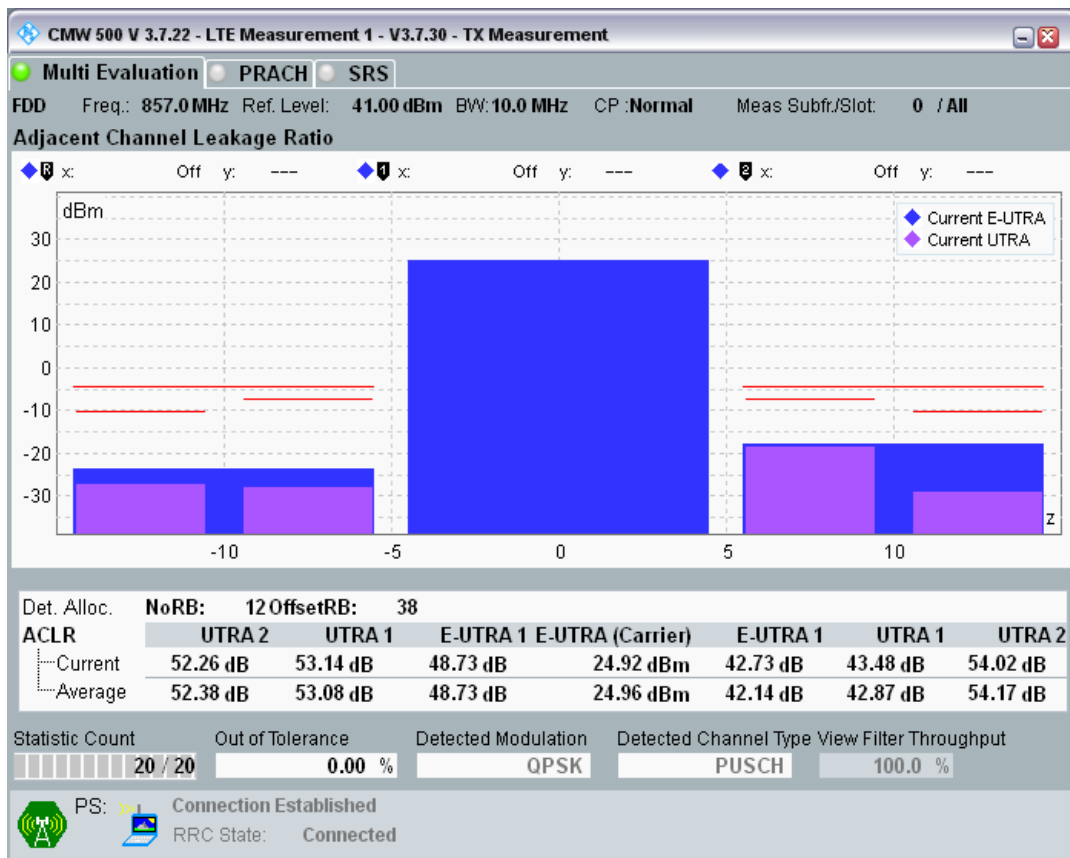 CMW 500 V 3.7.22 - LTE Measurement 1 - V3.7.30 - TX Measurement
Multi Evaluation PRACH SRS
FDD Freq.: 857.0 MHz Ref. Level: 41.00 dBm BW: 10.0 MHz CP :Normal Meas Subfr./Slot: 0 / All
Adjacent Channel Leakage Ratio
R x: Off y: --- 1 x: Off y: --- 2 x: Off y: ---
dBm
Current E-UTRA
Current UTRA
30
20
10
0
-10
-20
-30
z
-10 -5 0 5 10
Det. Alloc. NoRB: 12 OffsetRB: 38
ACLR UTRA 2 UTRA 1 E-UTRA 1 E-UTRA (Carrier) E-UTRA 1 UTRA 1 UTRA 2
Current 52.26 dB 53.14 dB 48.73 dB 24.92 dBm 42.73 dB 43.48 dB 54.02 dB
Average 52.38 dB 53.08 dB 48.73 dB 24.96 dBm 42.14 dB 42.87 dB 54.17 dB
Statistic Count Out of Tolerance Detected Modulation Detected Channel Type View Filter Throughput
20 / 20 0.00 % QPSK PUSCH 100.0 %
PS: Connection Established
RRC State: Connected